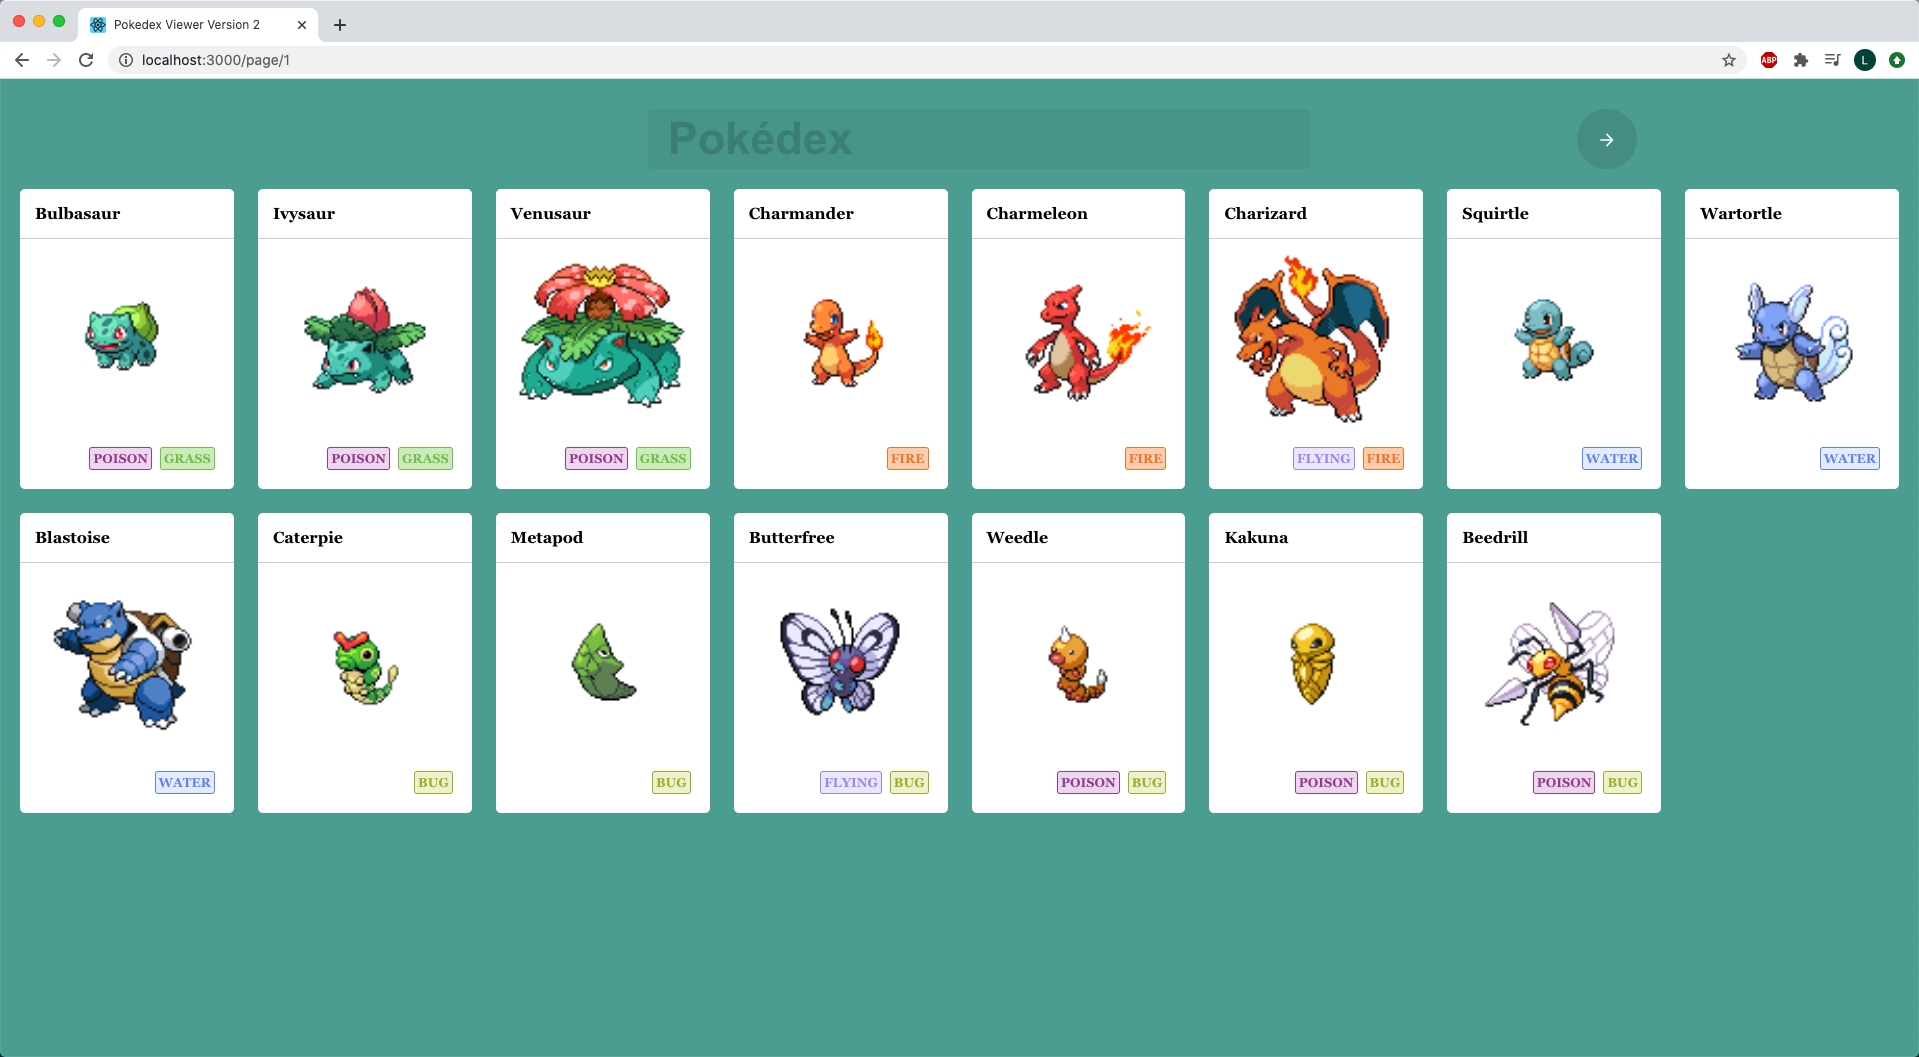 Pokedex Viewer Version 2
localhost:3000/page/1
ABP
L
Pokédex
Bulbasaur
Ivysaur
Venusaur
Charmander
Charmeleon
Charizard
Squirtle
Wartortle
POISON GRASS
POISON GRASS
POISON GRASS
FIRE
FIRE
FLYING FIRE
WATER
WATER
Blastoise
Caterpie
Metapod
Butterfree
Weedle
Kakuna
Beedrill
WATER
BUG
BUG
FLYING BUG
POISON BUG
POISON BUG
POISON BUG